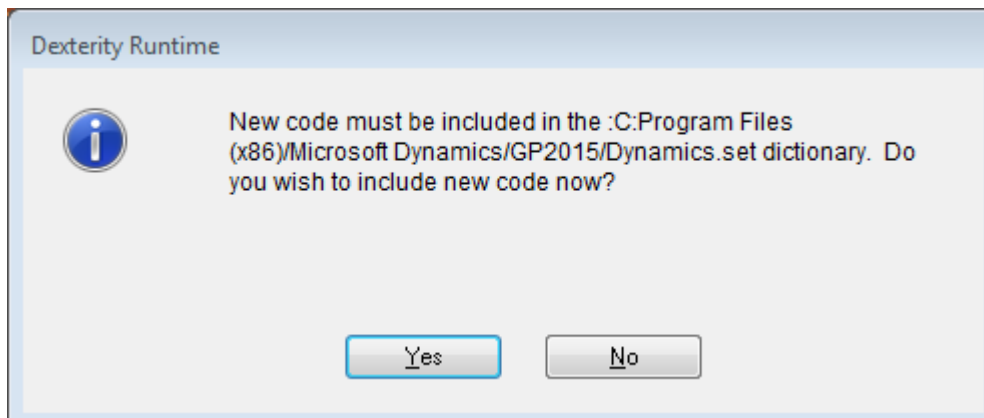 Dexterity Runtime
New code must be included in the :C:Program Files
(x86)/Microsoft Dynamics/GP2015/Dynamics.set dictionary.  Do
you wish to include new code now?
Yes
No